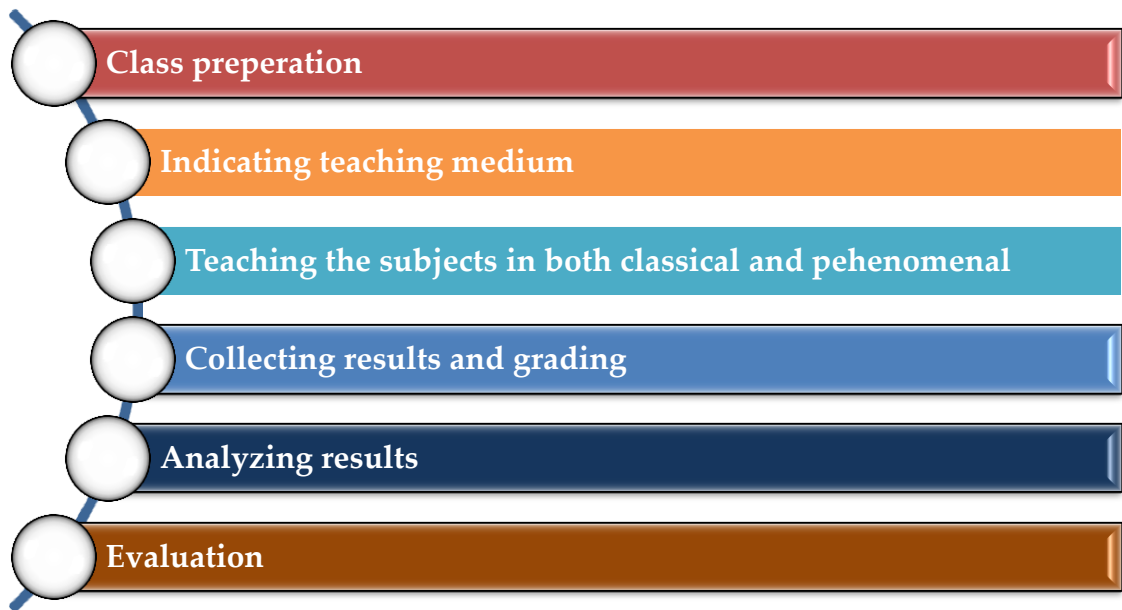 Class preperation
Indicating teaching medium
Teaching the subjects in both classical and pehenomenal
Collecting results and grading
Analyzing results
Evaluation